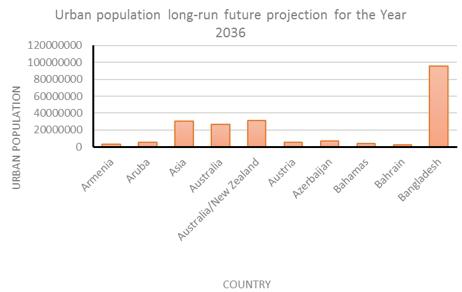 Urban population long-run future projection for the Year
2036
120000000
100000000
80000000
60000000
40000000
20000000
0
URBAN POPULATION
Armenia
Aruba
Asia
Australia
Australia/New Zealand
Austria
Azerbaijan
Bahamas
Bahrain
Bangladesh
COUNTRY